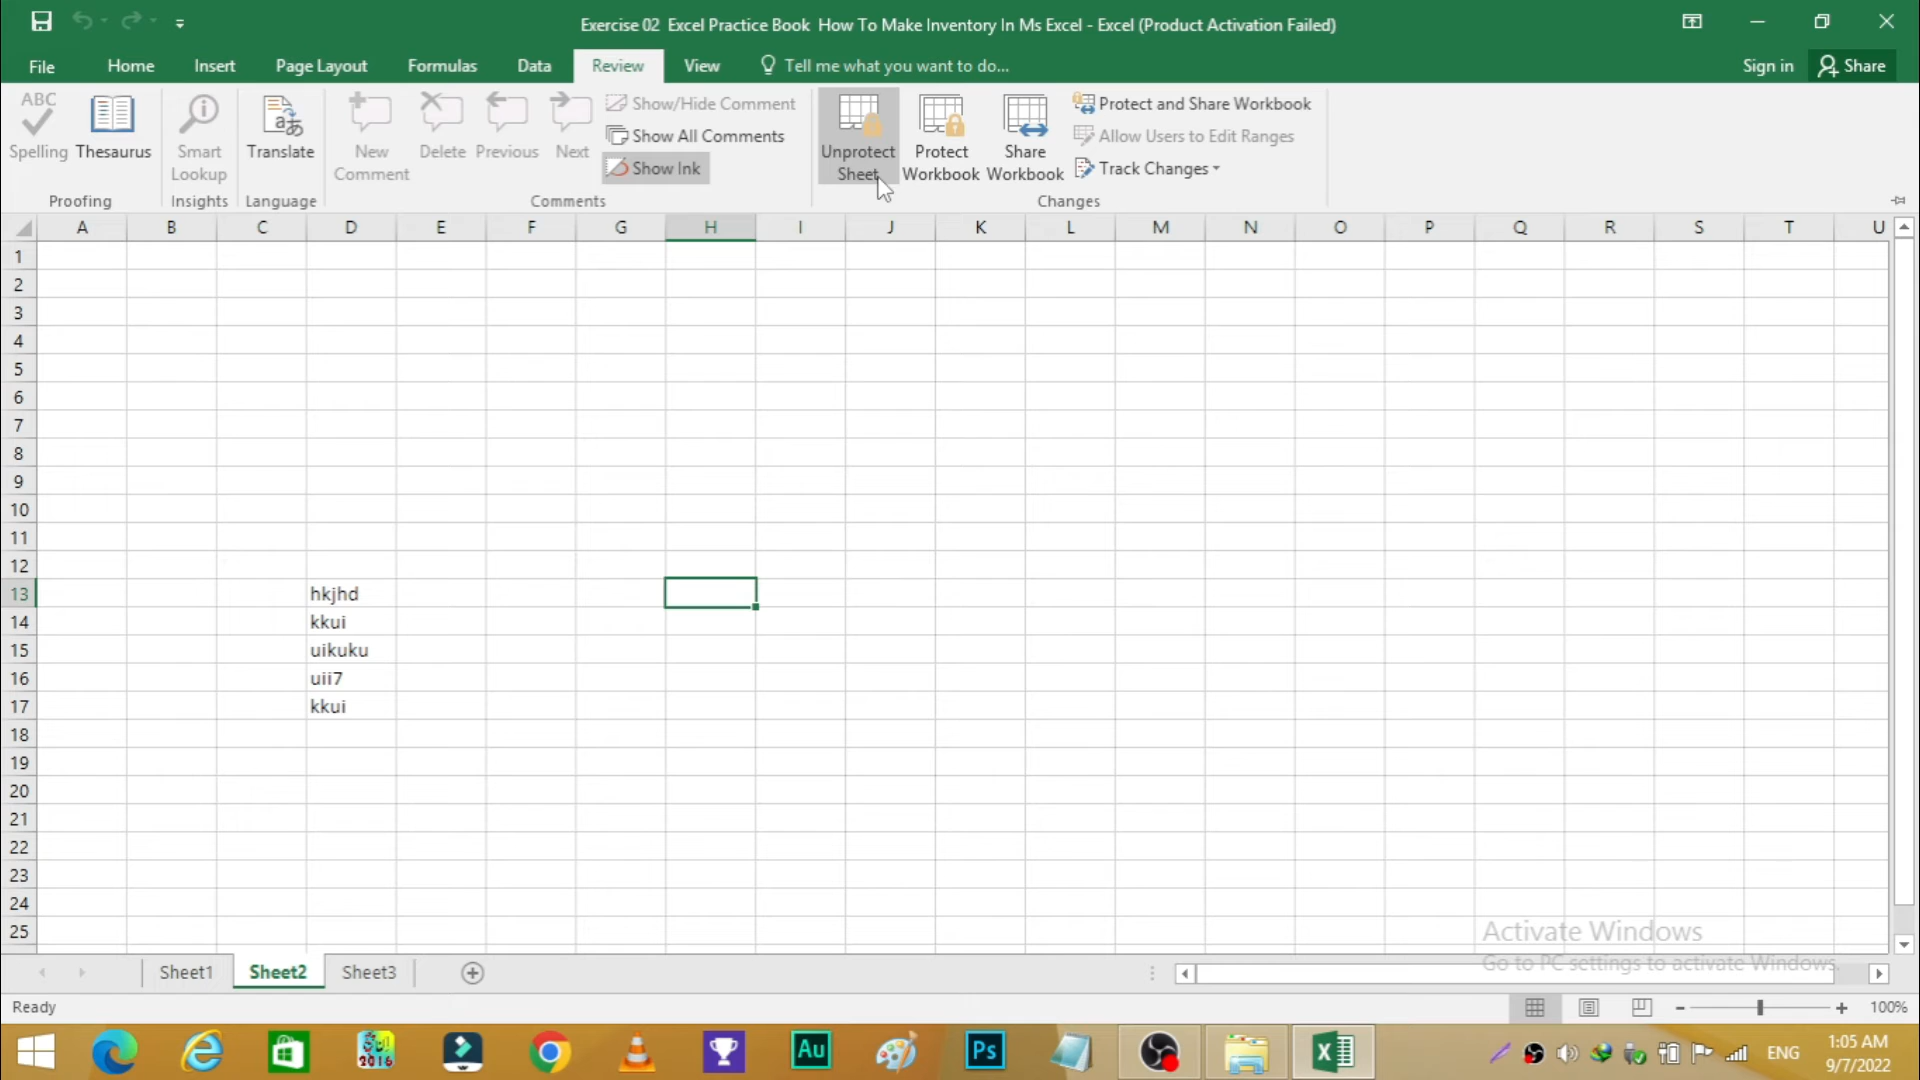 Exercise 02  Excel Practice Book  How To Make Inventory In Ms Excel - Excel (Product Activation Failed)
File Home Insert Page Layout Formulas Data Review View Tell me what you want to do... Sign in Share
ABC
Spelling
Thesaurus
Proofing
Smart
Lookup
Insights
Translate
Language
New
Comment
Delete
Previous
Next
Show/Hide Comment
Show All Comments
Show Ink
Comments
Unprotect
Sheet
Protect
Workbook
Share
Workbook
Protect and Share Workbook
Allow Users to Edit Ranges
Track Changes
Changes
A B C D E F G H I J K L M N O P Q R S T U
1
2
3
4
5
6
7
8
9
10
11
12
13 hkjhd
14 kkui
15 uikuku
16 uii7
17 kkui
18
19
20
21
22
23
24
25
Activate Windows
Go to PC settings to activate Windows.
Sheet1 Sheet2 Sheet3
Ready
100%
2016
Au
Ps
ENG
1:05 AM
9/7/2022